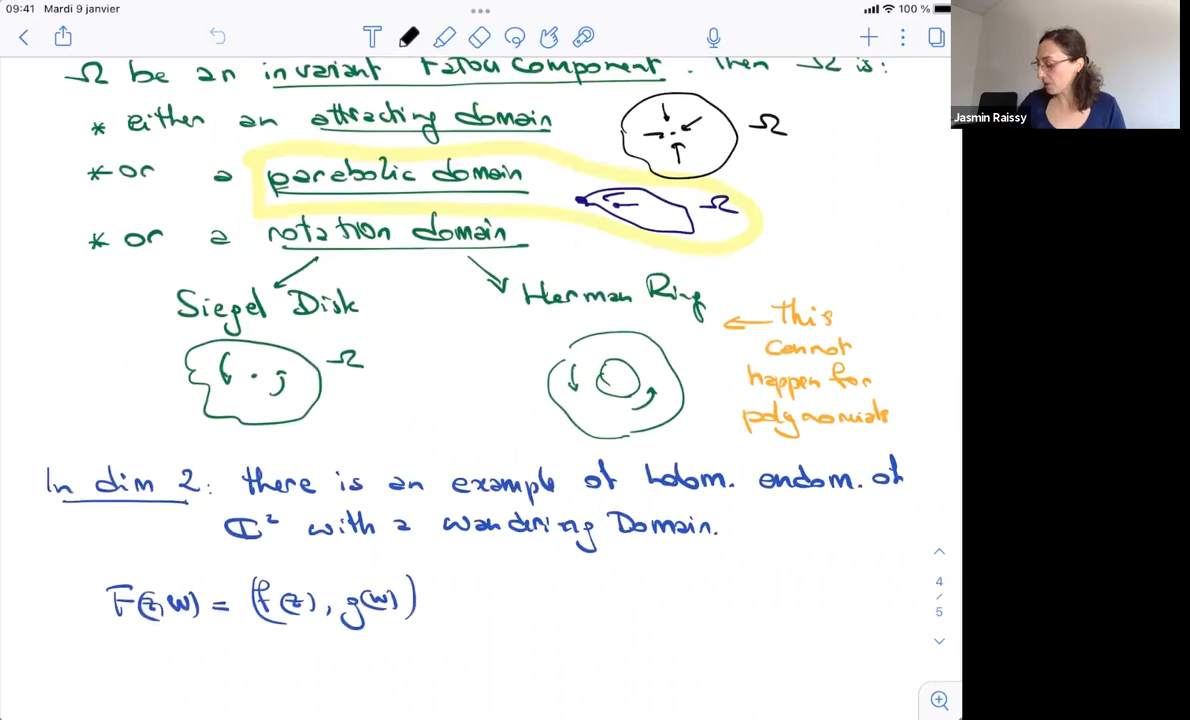 09:41 Mardi 9 janvier
100 %
Jasmin Raissy
Ω be an invariant Fatou component. Then Ω is:
* either an attracting domain
Ω
* or a parabolic domain
Ω
* or a rotation domain
Siegel Disk
Herman Ring
Ω
← this
cannot
happen for
polynomials
In dim 2: there is an example of holom. endom. of
ℂ² with a wandering Domain.
F(z,w) = (f(z), g(w))
4
/
5